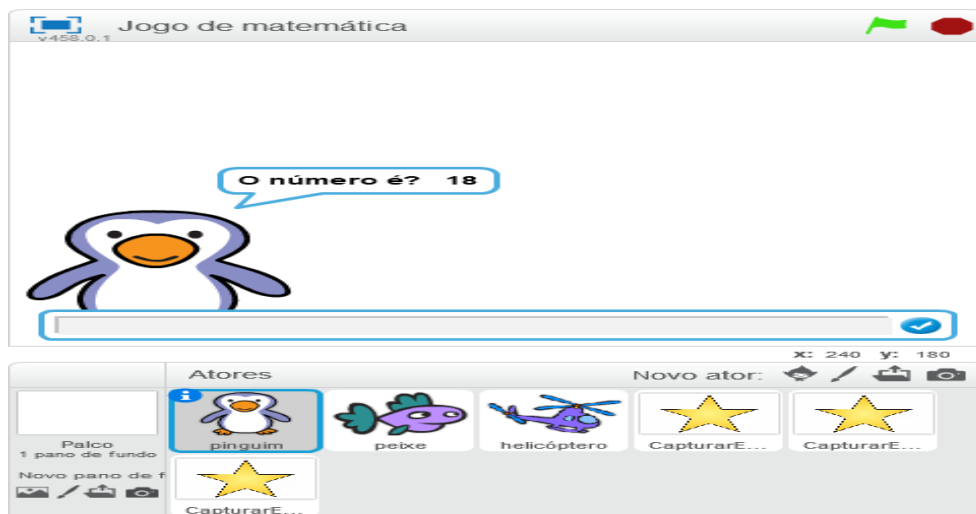 Jogo de matemática
v458.0.1
O número é? 18
x: 240 y: 180
Atores
Novo ator:
Palco
1 pano de fundo
Novo pano de f
pinguim
peixe
helicóptero
CapturarE...
CapturarE...
CapturarE...